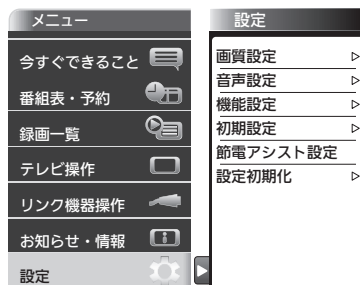 メニュー
今すぐできること
番組表・予約
録画一覧
テレビ操作
リンク機器操作
お知らせ・情報
設定
設定
画質設定
音声設定
機能設定
初期設定
節電アシスト設定
設定初期化